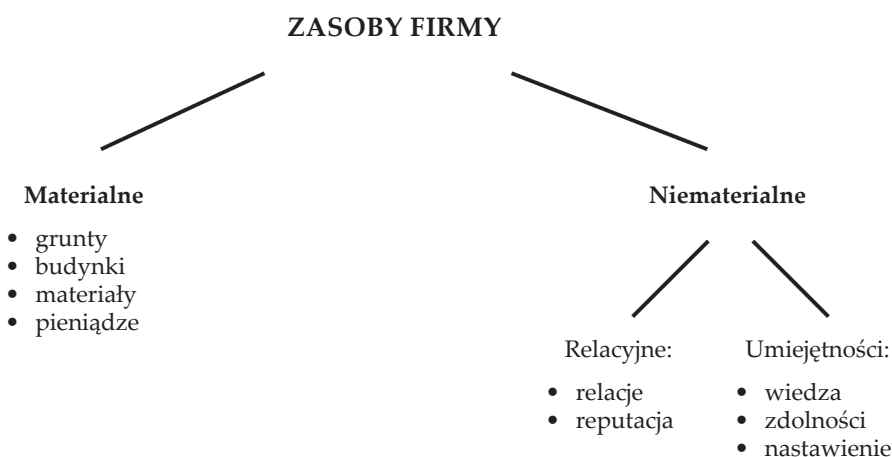 ZASOBY FIRMY
Materialne
• grunty
• budynki
• materiały
• pieniądze
Niematerialne
Relacyjne:
• relacje
• reputacja
Umiejętności:
• wiedza
• zdolności
• nastawienie